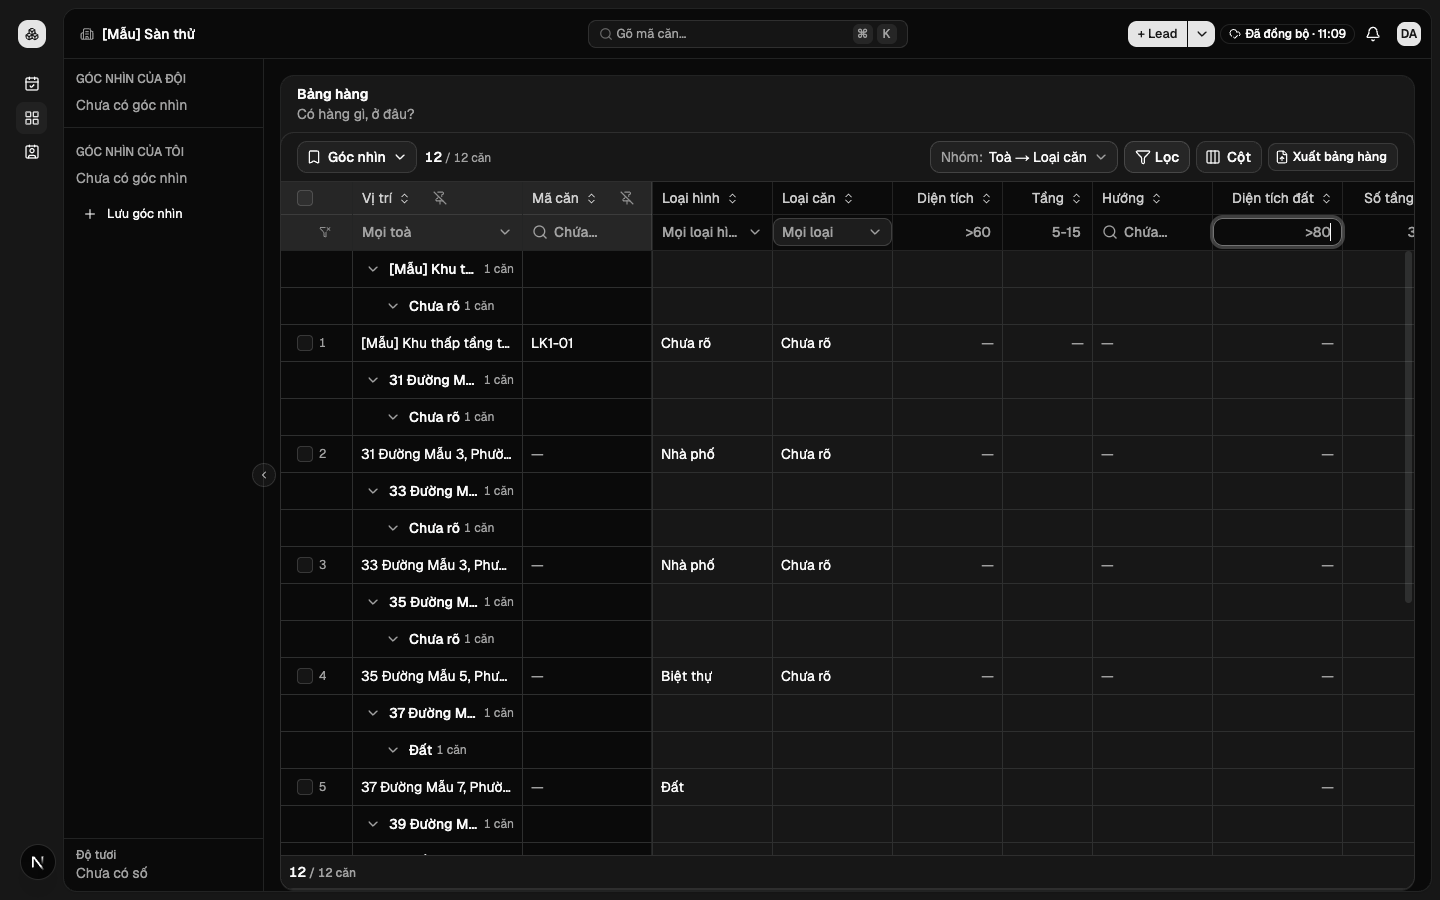 [Mẫu] Sàn thử
Gõ mã căn...
⌘ K
+ Lead
Đã đồng bộ · 11:09
DA
GÓC NHÌN CỦA ĐỘI
Chưa có góc nhìn
GÓC NHÌN CỦA TÔI
Chưa có góc nhìn
+ Lưu góc nhìn
Độ tươi
Chưa có số
N
Bảng hàng
Có hàng gì, ở đâu?
Góc nhìn
12 / 12 căn
Nhóm: Toà → Loại căn
Lọc
Cột
Xuất bảng hàng
Vị trí Mã căn Loại hình Loại căn Diện tích Tầng Hướng Diện tích đất Số tầng
Mọi toà Chứa... Mọi loại hì... Mọi loại >60 5-15 Chứa... >80 3
[Mẫu] Khu t... 1 căn
Chưa rõ 1 căn
1 [Mẫu] Khu thấp tầng t... LK1-01 Chưa rõ Chưa rõ — — — —
31 Đường M... 1 căn
Chưa rõ 1 căn
2 31 Đường Mẫu 3, Phườ... — Nhà phố Chưa rõ — — —
33 Đường M... 1 căn
Chưa rõ 1 căn
3 33 Đường Mẫu 3, Phư... — Nhà phố Chưa rõ — — —
35 Đường M... 1 căn
Chưa rõ 1 căn
4 35 Đường Mẫu 5, Phư... — Biệt thự Chưa rõ — — —
37 Đường M... 1 căn
Đất 1 căn
5 37 Đường Mẫu 7, Phườ... — Đất —
39 Đường M... 1 căn
12 / 12 căn